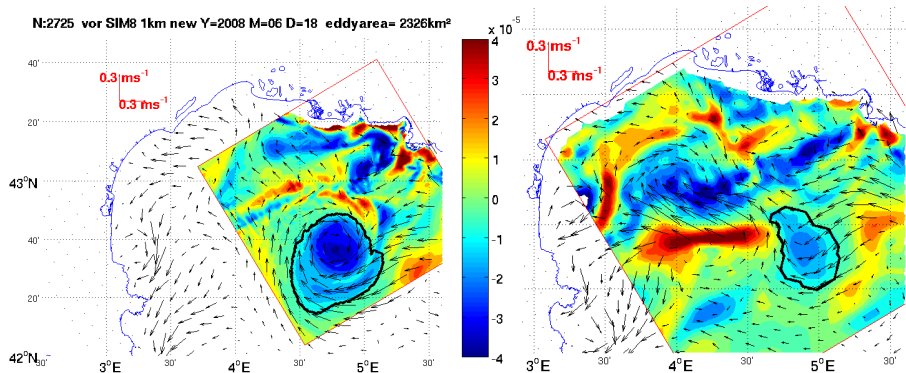 N:2725 vor SIM8 1km new Y=2008 M=06 D=18 eddyarea= 2326km²
x 10⁻⁵
0.3 ms⁻¹
0.3 ms⁻¹
40'
20'
43°N
40'
20'
42°N
30'
3°E
30'
4°E
30'
5°E
30'
4
3
2
1
0
-1
-2
-3
-4
0.3 ms⁻¹
0.3 ms⁻¹
3°E
30'
4°E
30'
5°E
30'